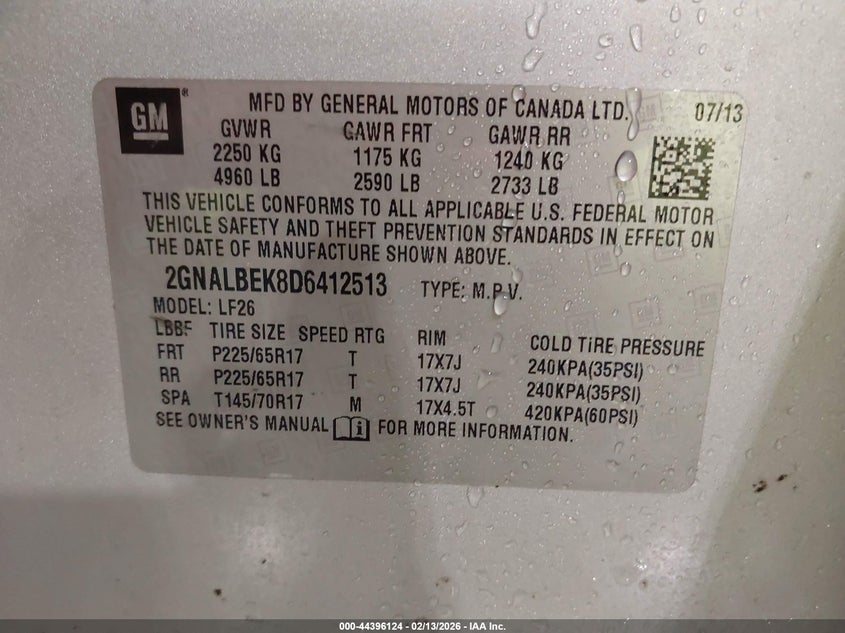 GM ®
MFD BY GENERAL MOTORS OF CANADA LTD. 07/13
GVWR GAWR FRT GAWR RR
2250 KG 1175 KG 1240 KG
4960 LB 2590 LB 2733 LB
THIS VEHICLE CONFORMS TO ALL APPLICABLE U.S. FEDERAL MOTOR
VEHICLE SAFETY AND THEFT PREVENTION STANDARDS IN EFFECT ON
THE DATE OF MANUFACTURE SHOWN ABOVE.
2GNALBEK8D6412513 TYPE: M.P.V.
MODEL: LF26
LBBF TIRE SIZE SPEED RTG RIM COLD TIRE PRESSURE
FRT P225/65R17 T 17X7J 240KPA(35PSI)
RR P225/65R17 T 17X7J 240KPA(35PSI)
SPA T145/70R17 M 17X4.5T 420KPA(60PSI)
SEE OWNER'S MANUAL i FOR MORE INFORMATION.
000-44396124 - 02/13/2026 - IAA Inc.